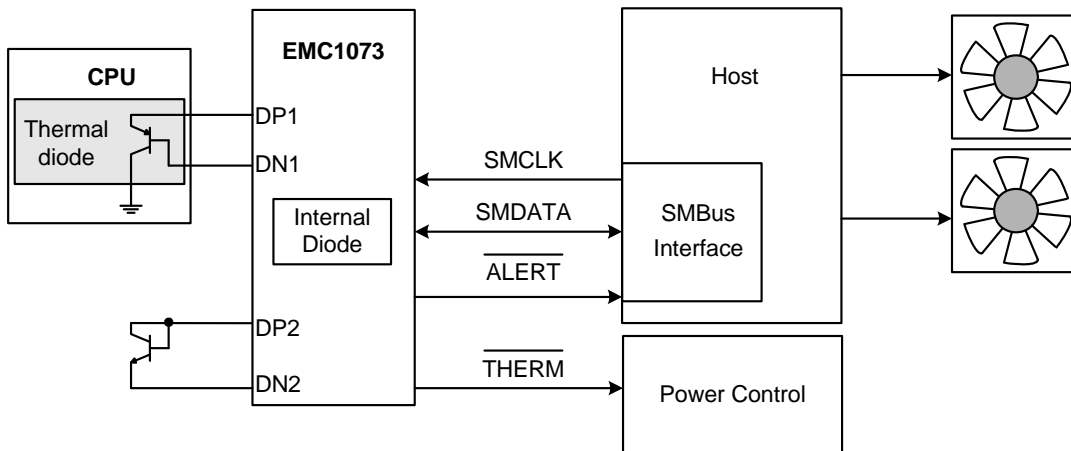 CPU
Thermal
diode
EMC1073
DP1
DN1
Internal
Diode
DP2
DN2
SMCLK
SMDATA
ALERT
THERM
Host
SMBus
Interface
Power Control